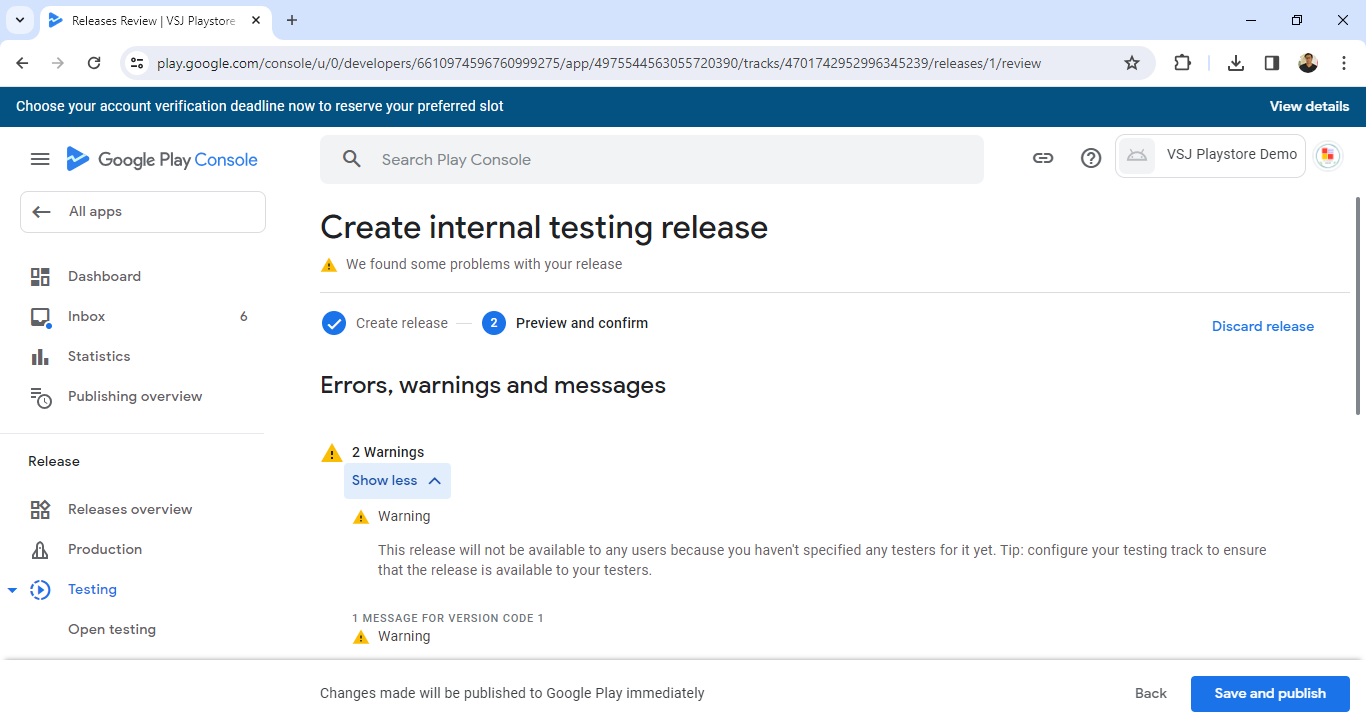 Releases Review | VSJ Playstore
play.google.com/console/u/0/developers/6610974596760999275/app/4975544563055720390/tracks/4701742952996345239/releases/1/review
Choose your account verification deadline now to reserve your preferred slot
View details
Google Play Console
Search Play Console
VSJ Playstore Demo
All apps
Dashboard
Inbox 6
Statistics
Publishing overview
Release
Releases overview
Production
Testing
Open testing
Create internal testing release
We found some problems with your release
Create release
2 Preview and confirm
Discard release
Errors, warnings and messages
2 Warnings
Show less
Warning
This release will not be available to any users because you haven't specified any testers for it yet. Tip: configure your testing track to ensure
that the release is available to your testers.
1 MESSAGE FOR VERSION CODE 1
Warning
Changes made will be published to Google Play immediately
Back
Save and publish